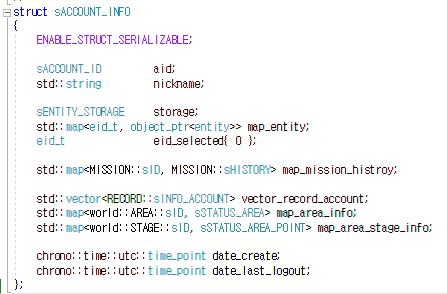 struct sACCOUNT_INFO
{
ENABLE_STRUCT_SERIALIZABLE;
sACCOUNT_ID aid;
std::string nickname;
sENTITY_STORAGE storage;
std::map<eid_t, object_ptr<entity>> map_entity;
eid_t eid_selected{ 0 };
std::map<MISSION::sID, MISSION::sHISTORY> map_mission_histroy;
std::vector<RECORD::sINFO_ACCOUNT> vector_record_account;
std::map<world::AREA::sID, sSTATUS_AREA> map_area_info;
std::map<world::STAGE::sID, sSTATUS_AREA_POINT> map_area_stage_info;
chrono::time::utc::time_point date_create;
chrono::time::utc::time_point date_last_logout;
};